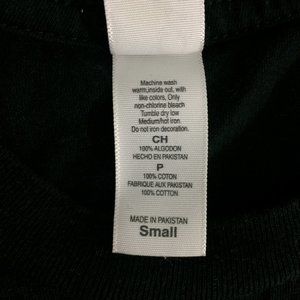 Machine wash
warm,inside out, with
like colors, Only
non-chlorine bleach
Tumble dry low
Medium/hot iron.
Do not iron decoration.
CH
100% ALGODON
HECHO EN PAKISTAN
P
100% COTON
FABRIQUE AUX PAKISTAN
100% COTTON
MADE IN PAKISTAN
Small